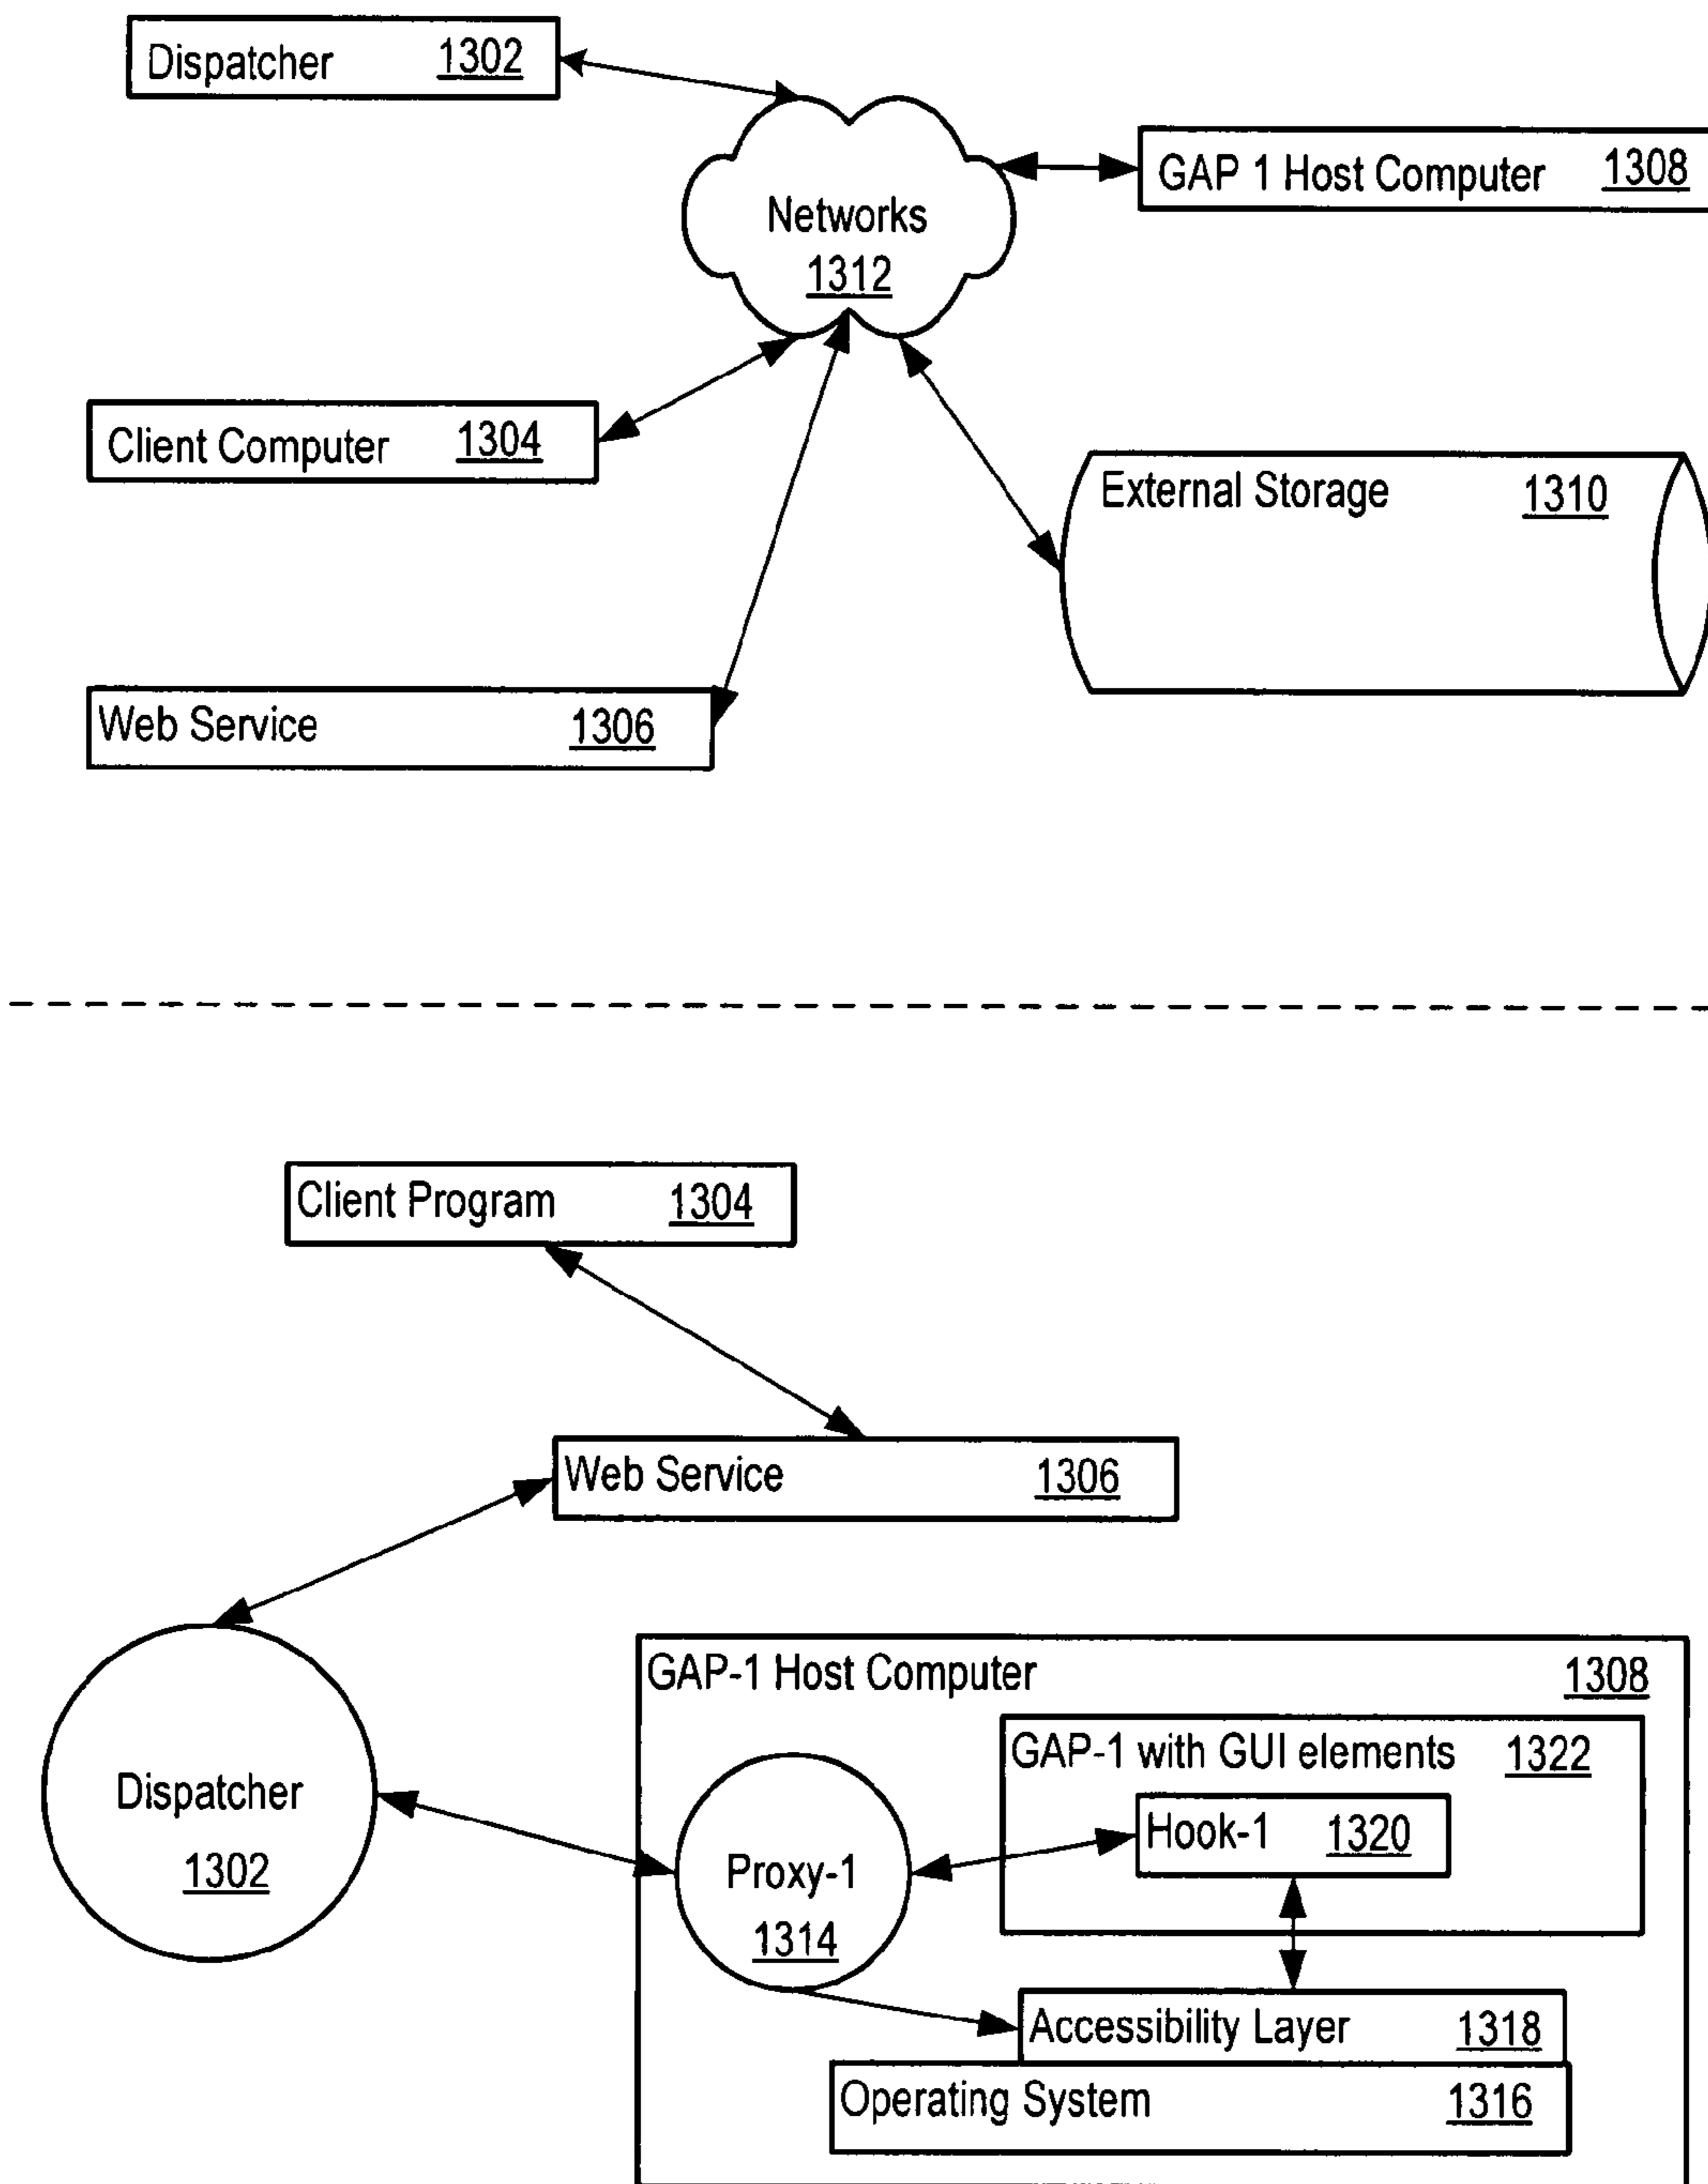 Dispatcher 1302
GAP 1 Host Computer 1308
Networks
1312
Client Computer 1304
External Storage 1310
Web Service 1306
Client Program 1304
Web Service 1306
GAP-1 Host Computer 1308
GAP-1 with GUI elements 1322
Dispatcher
1302
Hook-1 1320
Proxy-1
1314
Accessibility Layer 1318
Operating System 1316